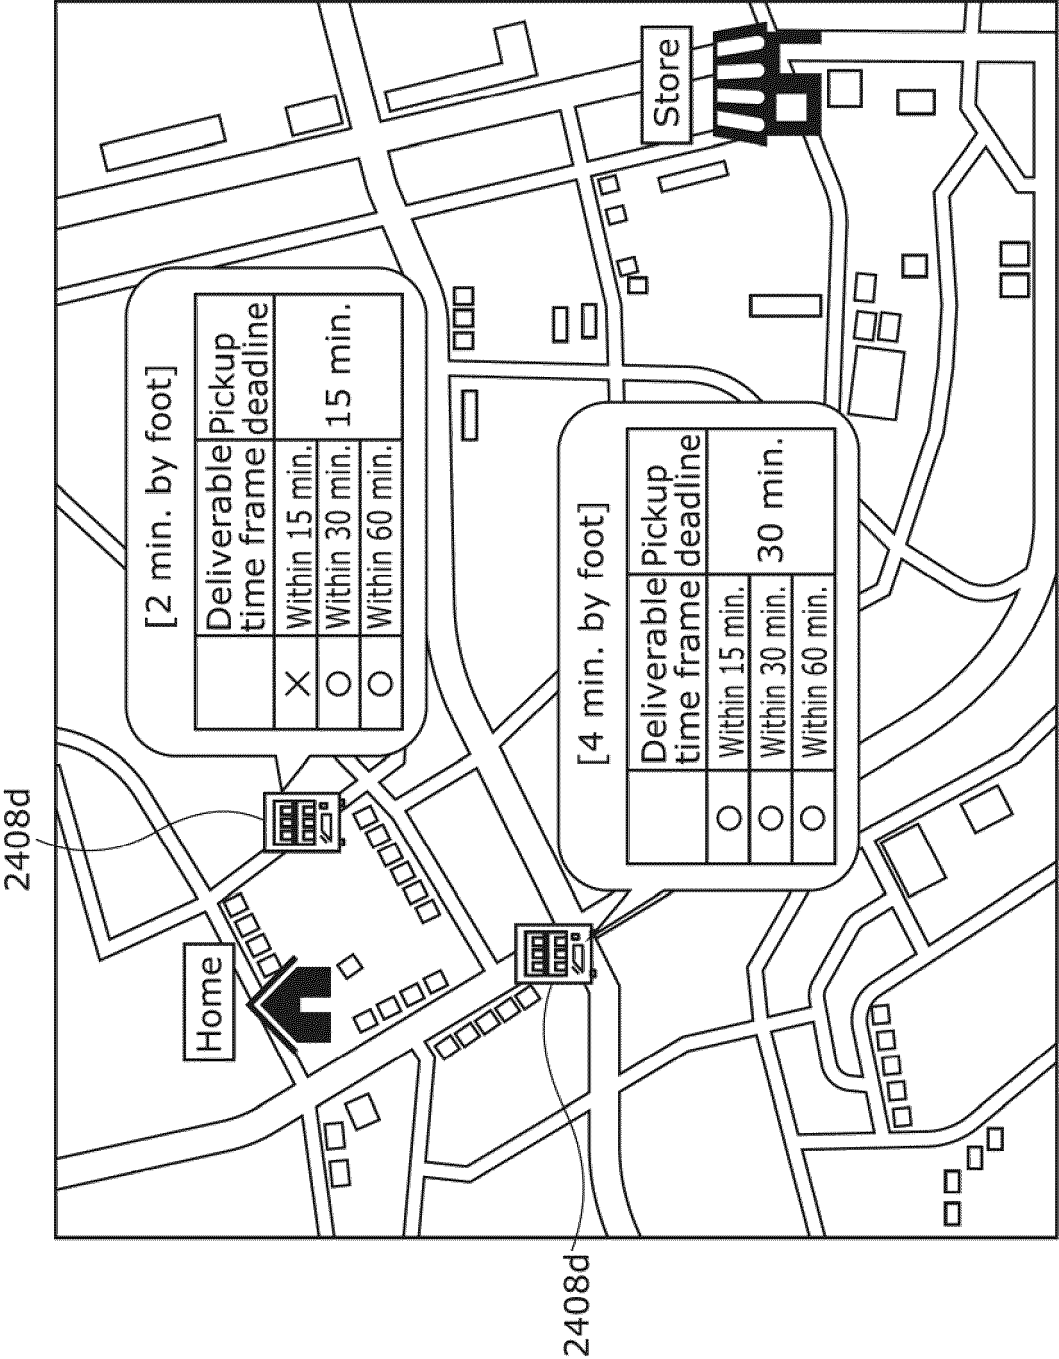 2408d
Home
[2 min. by foot]
Deliverable
time frame
Pickup
deadline
X Within 15 min.
O Within 30 min.
O Within 60 min.
15 min.
Store
2408d
[4 min. by foot]
Deliverable
time frame
Pickup
deadline
O Within 15 min.
O Within 30 min.
O Within 60 min.
30 min.